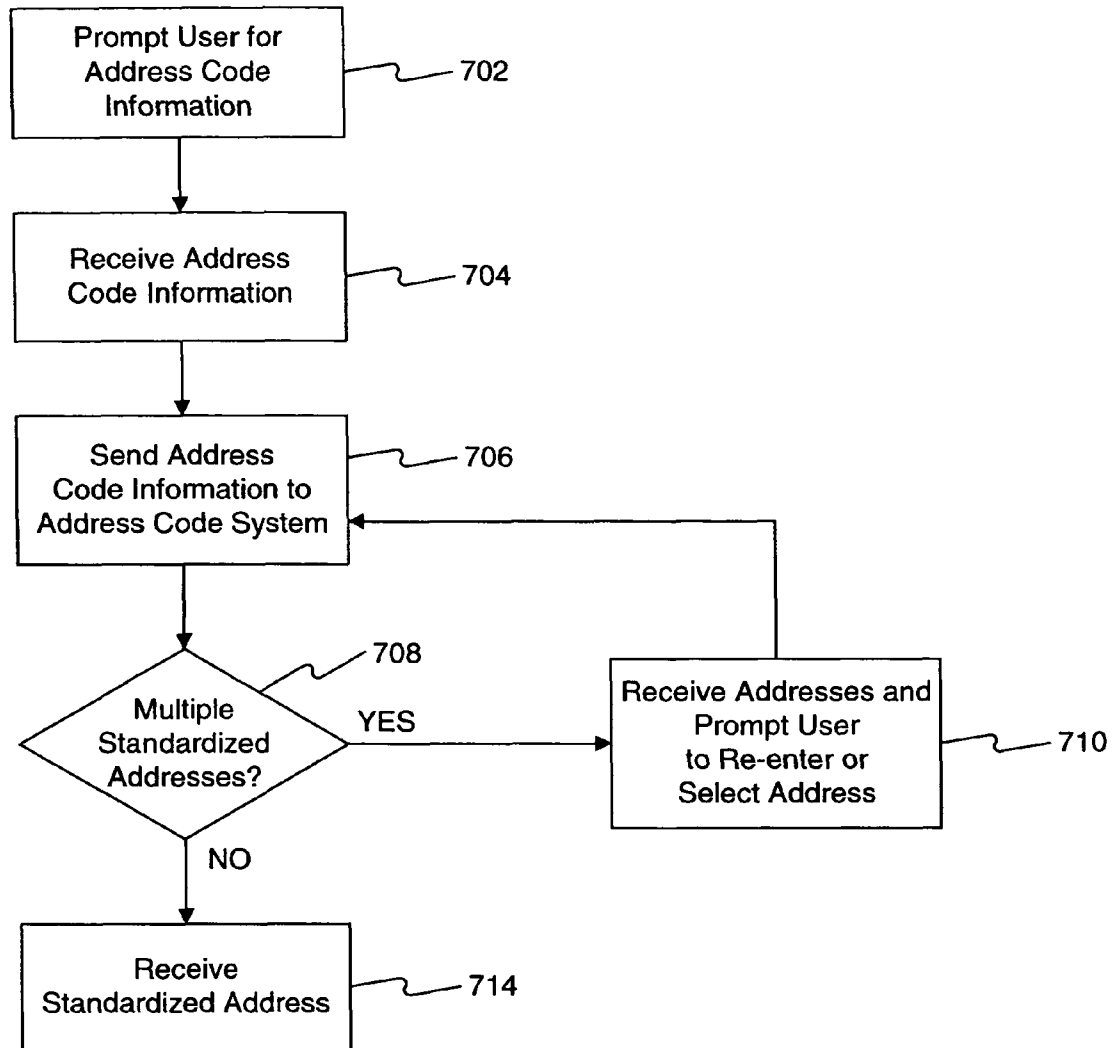 Prompt User for
Address Code
Information
702
Receive Address
Code Information
704
Send Address
Code Information to
Address Code System
706
708
Multiple
Standardized
Addresses?
YES
Receive Addresses and
Prompt User
to Re-enter or
Select Address
710
NO
Receive
Standardized Address
714